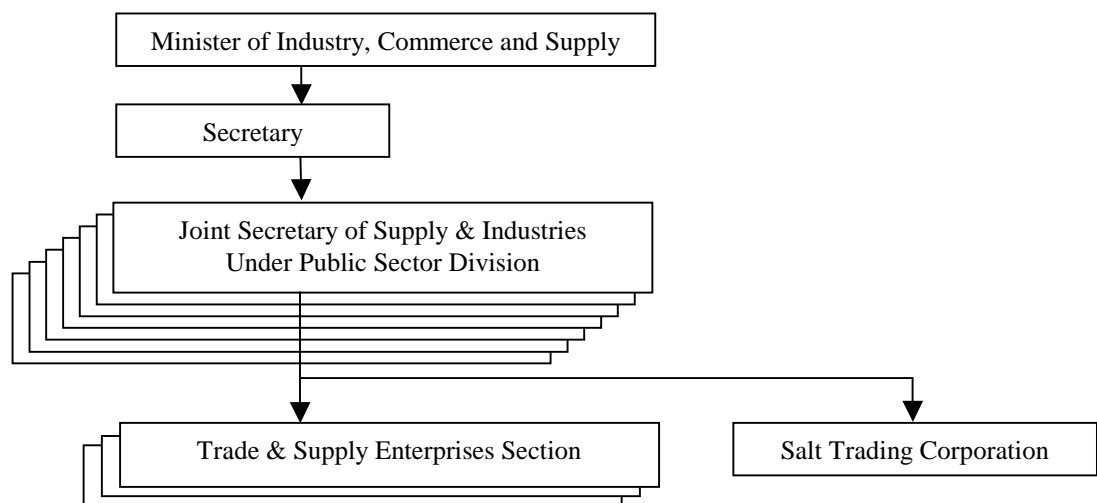 Minister of Industry, Commerce and Supply
Secretary
Joint Secretary of Supply & Industries
Under Public Sector Division
Trade & Supply Enterprises Section
Salt Trading Corporation